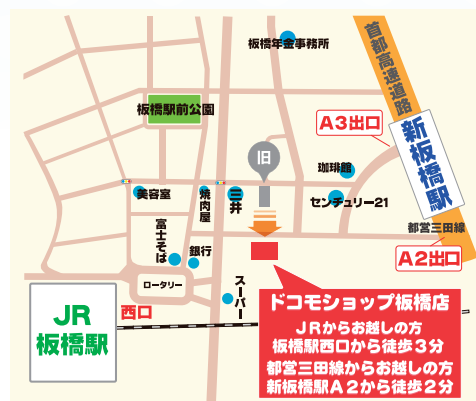 板橋年金事務所
首都高速道路
板橋駅前公園
A3出口
旧
新板橋駅
珈琲館
美容室
焼肉屋
三井
センチュリー21
都営三田線
富士そば
銀行
A2出口
ロータリー
スーパー
JR
板橋駅
西口
ドコモショップ板橋店
JRからお越しの方
板橋駅西口から徒歩3分
都営三田線からお越しの方
新板橋駅A2から徒歩2分